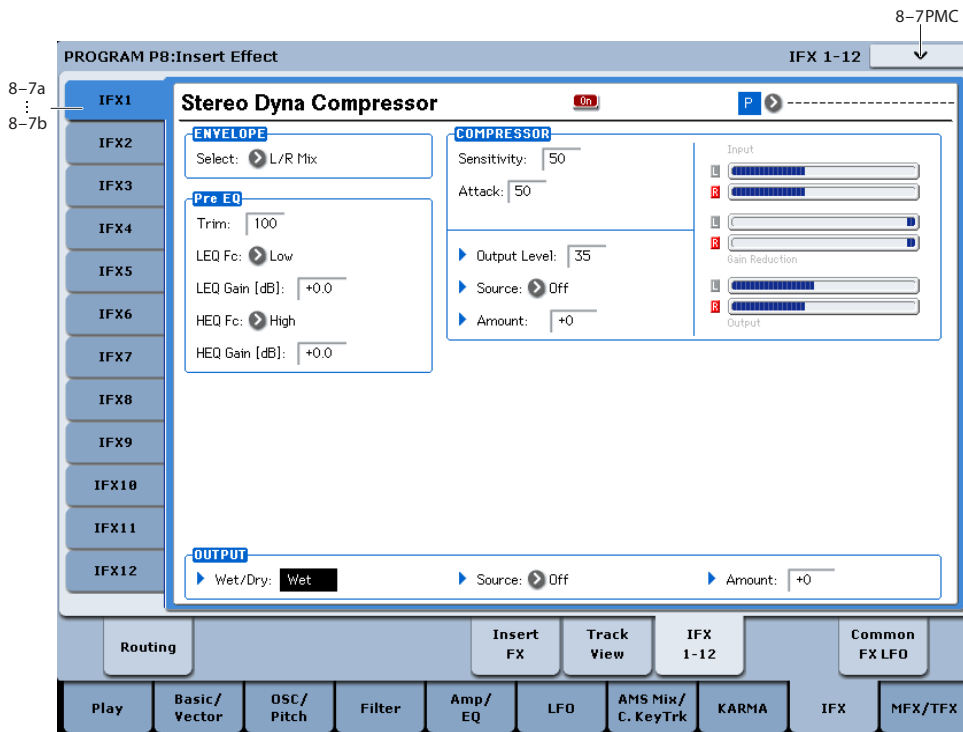 8–7PMC
PROGRAM P8:Insert Effect
IFX 1-12
8–7a
8–7b
IFX1
IFX2
IFX3
IFX4
IFX5
IFX6
IFX7
IFX8
IFX9
IFX10
IFX11
IFX12
Stereo Dyna Compressor
On
P
----------------------
ENVELOPE
Select: L/R Mix
Pre EQ
Trim: 100
LEQ Fc: Low
LEQ Gain [dB]: +0.0
HEQ Fc: High
HEQ Gain [dB]: +0.0
COMPRESSOR
Sensitivity: 50
Attack: 50
Output Level: 35
Source: Off
Amount: +0
Input
L
R
L
R
Gain Reduction
L
R
Output
OUTPUT
Wet/Dry: Wet
Source: Off
Amount: +0
Routing
Insert
FX
Track
View
IFX
1-12
Common
FX LFO
Play
Basic/
Vector
OSC/
Pitch
Filter
Amp/
EQ
LFO
AMS Mix/
C. KeyTrk
KARMA
IFX
MFX/TFX